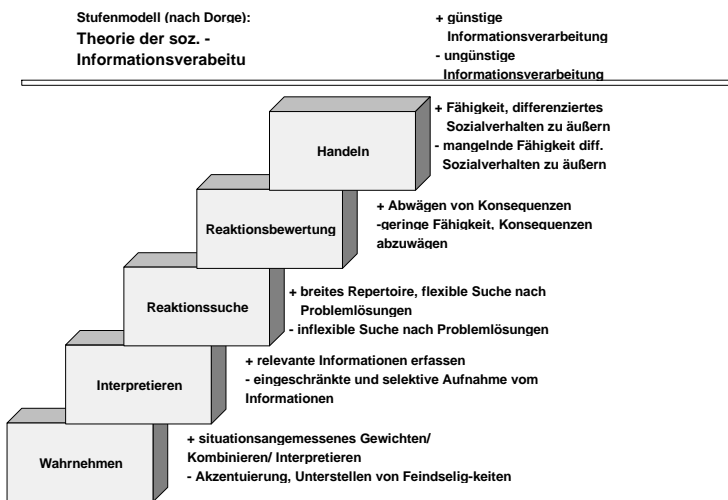 Stufenmodell (nach Dorge):
Theorie der soz. -
Informationsverabeitu
+ günstige
Informationsverarbeitung
- ungünstige
Informationsverarbeitung
Handeln
+ Fähigkeit, differenziertes
Sozialverhalten zu äußern
- mangelnde Fähigkeit diff.
Sozialverhalten zu äußern
Reaktionsbewertung
+ Abwägen von Konsequenzen
-geringe Fähigkeit, Konsequenzen
abzuwägen
Reaktionssuche
+ breites Repertoire, flexible Suche nach
Problemlösungen
- inflexible Suche nach Problemlösungen
Interpretieren
+ relevante Informationen erfassen
- eingeschränkte und selektive Aufnahme vom
Informationen
Wahrnehmen
+ situationsangemessenes Gewichten/
Kombinieren/ Interpretieren
- Akzentuierung, Unterstellen von Feindselig-keiten